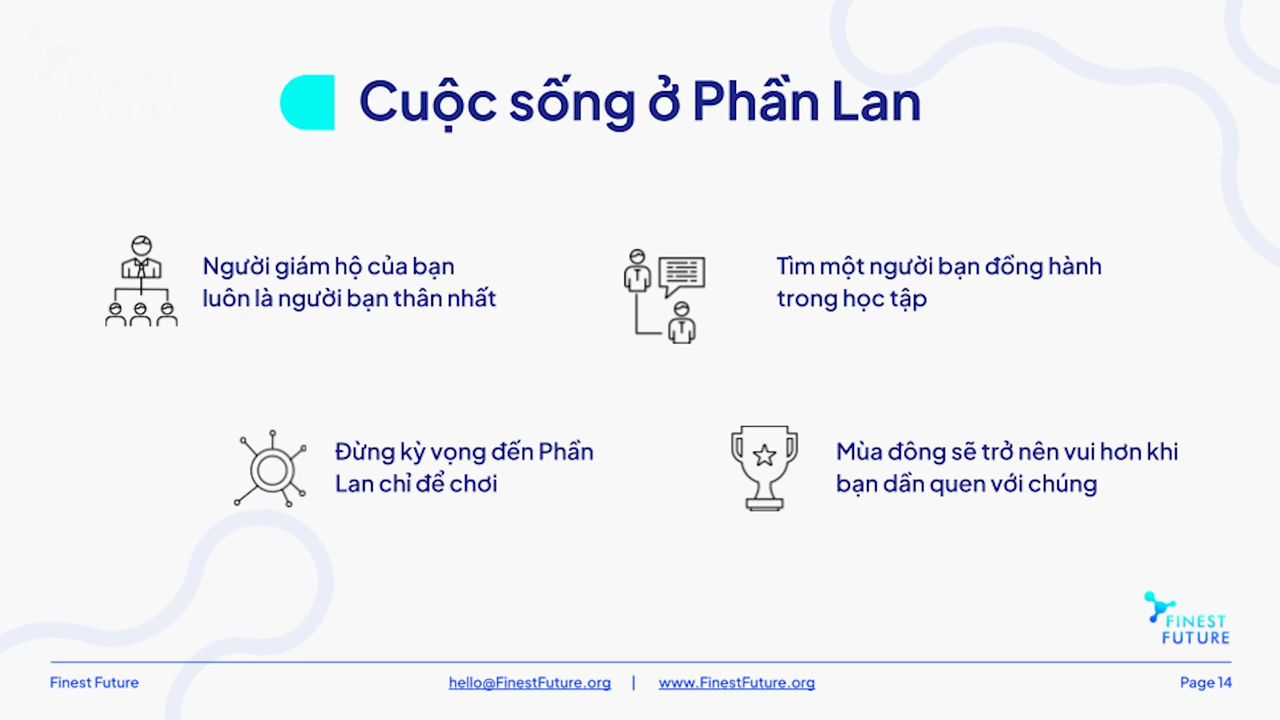 FINEST
FUTURE
Cuộc sống ở Phần Lan
Người giám hộ của bạn
luôn là người bạn thân nhất
Tìm một người bạn đồng hành
trong học tập
Đừng kỳ vọng đến Phần
Lan chỉ để chơi
Mùa đông sẽ trở nên vui hơn khi
bạn dần quen với chúng
FINEST
FUTURE
Finest Future
hello@FinestFuture.org | www.FinestFuture.org
Page 14